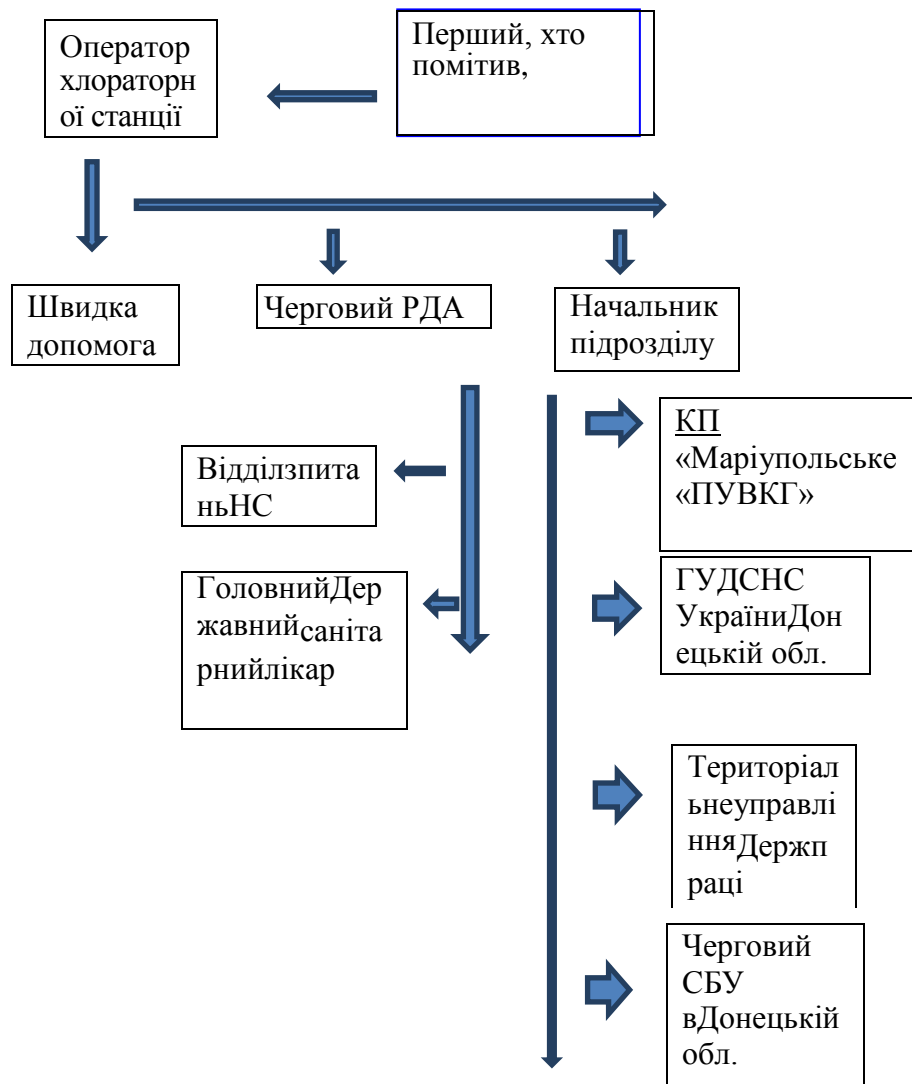 Оператор
хлораторн
ої станції
Перший, хто
помітив,
Швидка
допомога
Черговий РДА
Начальник
підрозділу
Відділзпита
ньНС
ГоловнийДер
жавнийсаніта
рнийлікар
КП
«Маріупольське
«ПУВКГ»
ГУДСНС
УкраїниДон
ецькій обл.
Територіал
ьнеуправлі
нняДержп
раці
Черговий
СБУ
вДонецькій
обл.